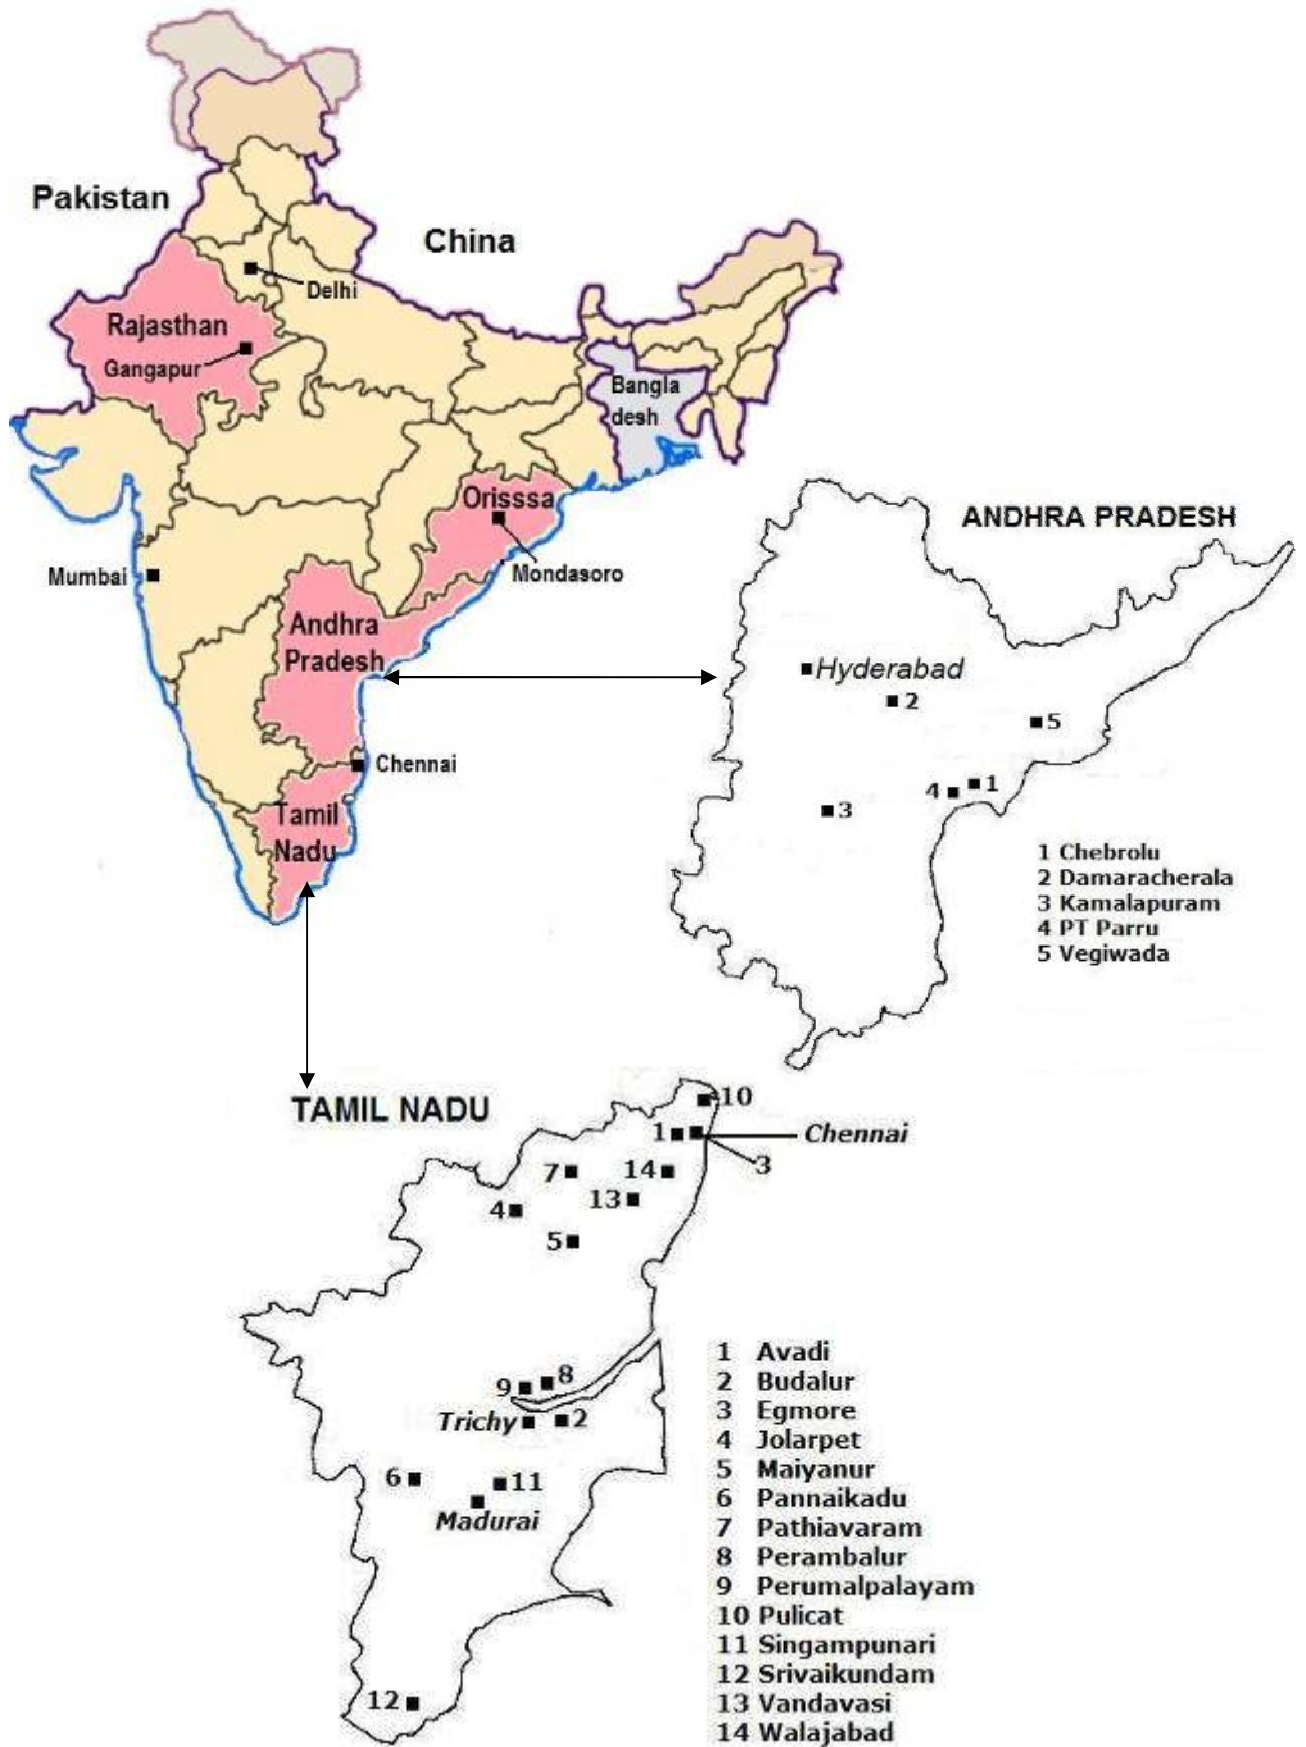 Pakistan
China
Delhi
Rajasthan
Gangapur
Bangla
desh
Orisssa
Mondasoro
Mumbai
Andhra
Pradesh
Chennai
Tamil
Nadu
ANDHRA PRADESH
Hyderabad
2
5
4
1
3
1 Chebrolu
2 Damaracherala
3 Kamalapuram
4 PT Parru
5 Vegiwada
TAMIL NADU
10
1
Chennai
3
7
14
13
4
5
8
9
Trichy
2
6
11
Madurai
12
1 Avadi
2 Budalur
3 Egmore
4 Jolarpet
5 Maiyanur
6 Pannaikadu
7 Pathiavaram
8 Perambalur
9 Perumalpalayam
10 Pulicat
11 Singampunari
12 Srivaikundam
13 Vandavasi
14 Walajabad